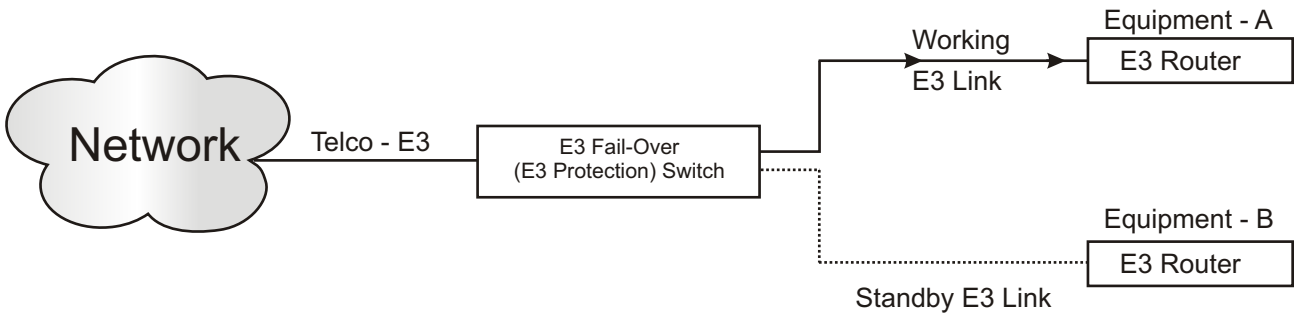 Network
Telco - E3
E3 Fail-Over
(E3 Protection) Switch
Working
E3 Link
Equipment - A
E3 Router
Equipment - B
E3 Router
Standby E3 Link